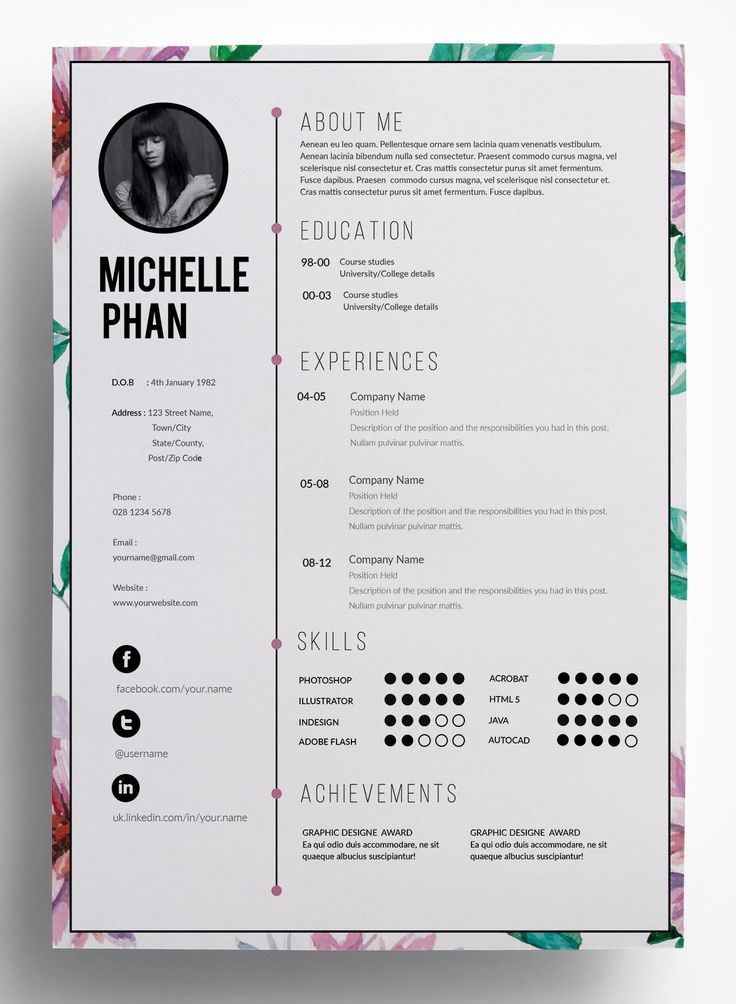 MICHELLE
PHAN
D.O.B : 4th January 1982
Address : 123 Street Name,
Town/City
State/County,
Post/Zip Code
Phone :
028 1234 5678
Email :
yourname@gmail.com
Website :
www.yourwebsite.com
f
facebook.com/your.name
t
@username
in
uk.linkedin.com/in/your.name
ABOUT ME
Aenean eu leo quam. Pellentesque ornare sem lacinia quam venenatis vestibulum.
Aenean lacinia bibendum nulla sed consectetur. Praesent commodo cursus magna, vel
scelerisque nisl consectetur et. Cras mattis consectetur purus sit amet fermentum.
Fusce dapibus. Praesen commodo cursus magna, vel scelerisque nisl consectetur et.
Cras mattis consectetur purus sit amet fermentum. Fusce dapibus.
EDUCATION
98-00 Course studies
University/College details
00-03 Course studies
University/College details
EXPERIENCES
04-05 Company Name
Position Held
Description of the position and the responsibilities you had in this post.
Nullam pulvinar pulvinar mattis.
05-08 Company Name
Position Held
Description of the position and the responsibilities you had in this post.
Nullam pulvinar pulvinar mattis.
08-12 Company Name
Position Held
Description of the position and the responsibilities you had in this post.
Nullam pulvinar pulvinar mattis.
SKILLS
PHOTOSHOP
ILLUSTRATOR
INDESIGN
ADOBE FLASH
ACROBAT
HTML 5
JAVA
AUTOCAD
ACHIEVEMENTS
GRAPHIC DESIGNE AWARD
Ea qui odio duis accommodare, ne sit
quaeque albucius suscipiantur!
GRAPHIC DESIGNE AWARD
Ea qui odio duis accommodare, ne sit
quaeque albucius suscipiantur!